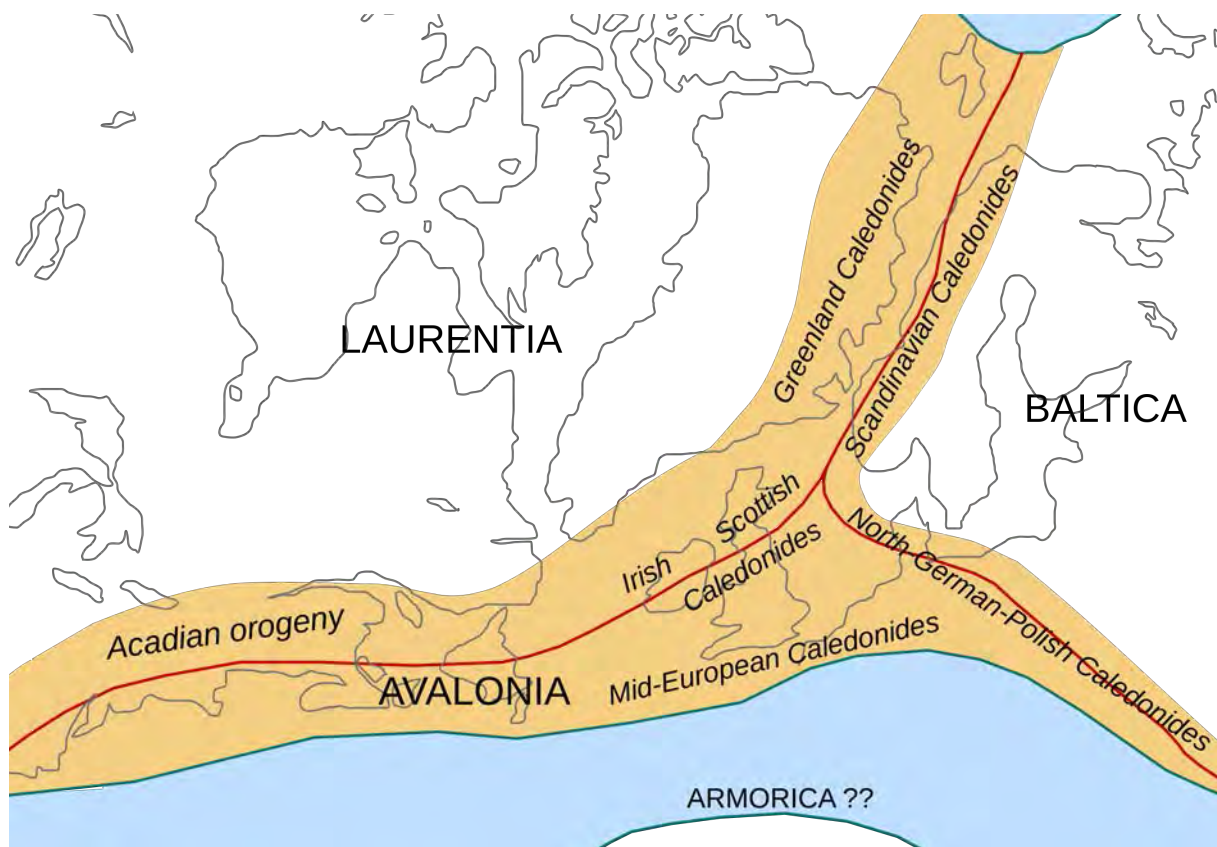 Greenland Caledonides
Scandinavian Caledonides
LAURENTIA
BALTICA
Scottish
Irish
Caledonides
North-German-Polish Caledonides
Acadian orogeny
Mid-European Caledonides
AVALONIA
ARMORICA ??